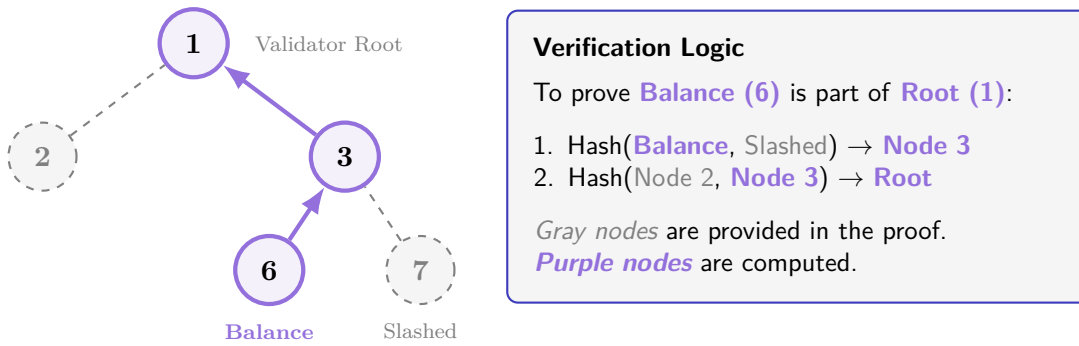 1
Validator Root
2
3
6
7
Balance
Slashed
Verification Logic
To prove Balance (6) is part of Root (1):
1. Hash(Balance, Slashed) → Node 3
2. Hash(Node 2, Node 3) → Root
Gray nodes are provided in the proof.
Purple nodes are computed.